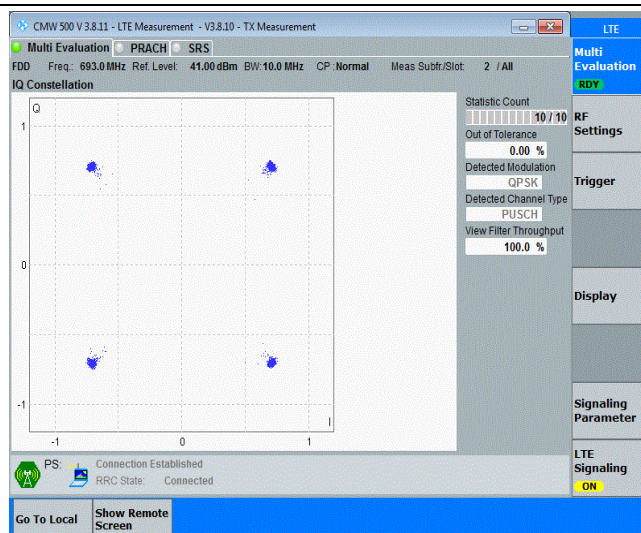 CMW 500 V 3.8.11 - LTE Measurement - V3.8.10 - TX Measurement
LTE
Multi Evaluation PRACH SRS
FDD Freq.: 693.0 MHz Ref. Level: 41.00 dBm BW: 10.0 MHz CP : Normal Meas Subfr./Slot: 2 / All
IQ Constellation
Q
1
0
-1
I
-1 0 1
Statistic Count
10 / 10
Out of Tolerance
0.00 %
Detected Modulation
QPSK
Detected Channel Type
PUSCH
View Filter Throughput
100.0 %
PS: Connection Established
RRC State: Connected
Multi
Evaluation
RDY
RF
Settings
Trigger
Display
Signaling
Parameter
LTE
Signaling
ON
Go To Local
Show Remote
Screen